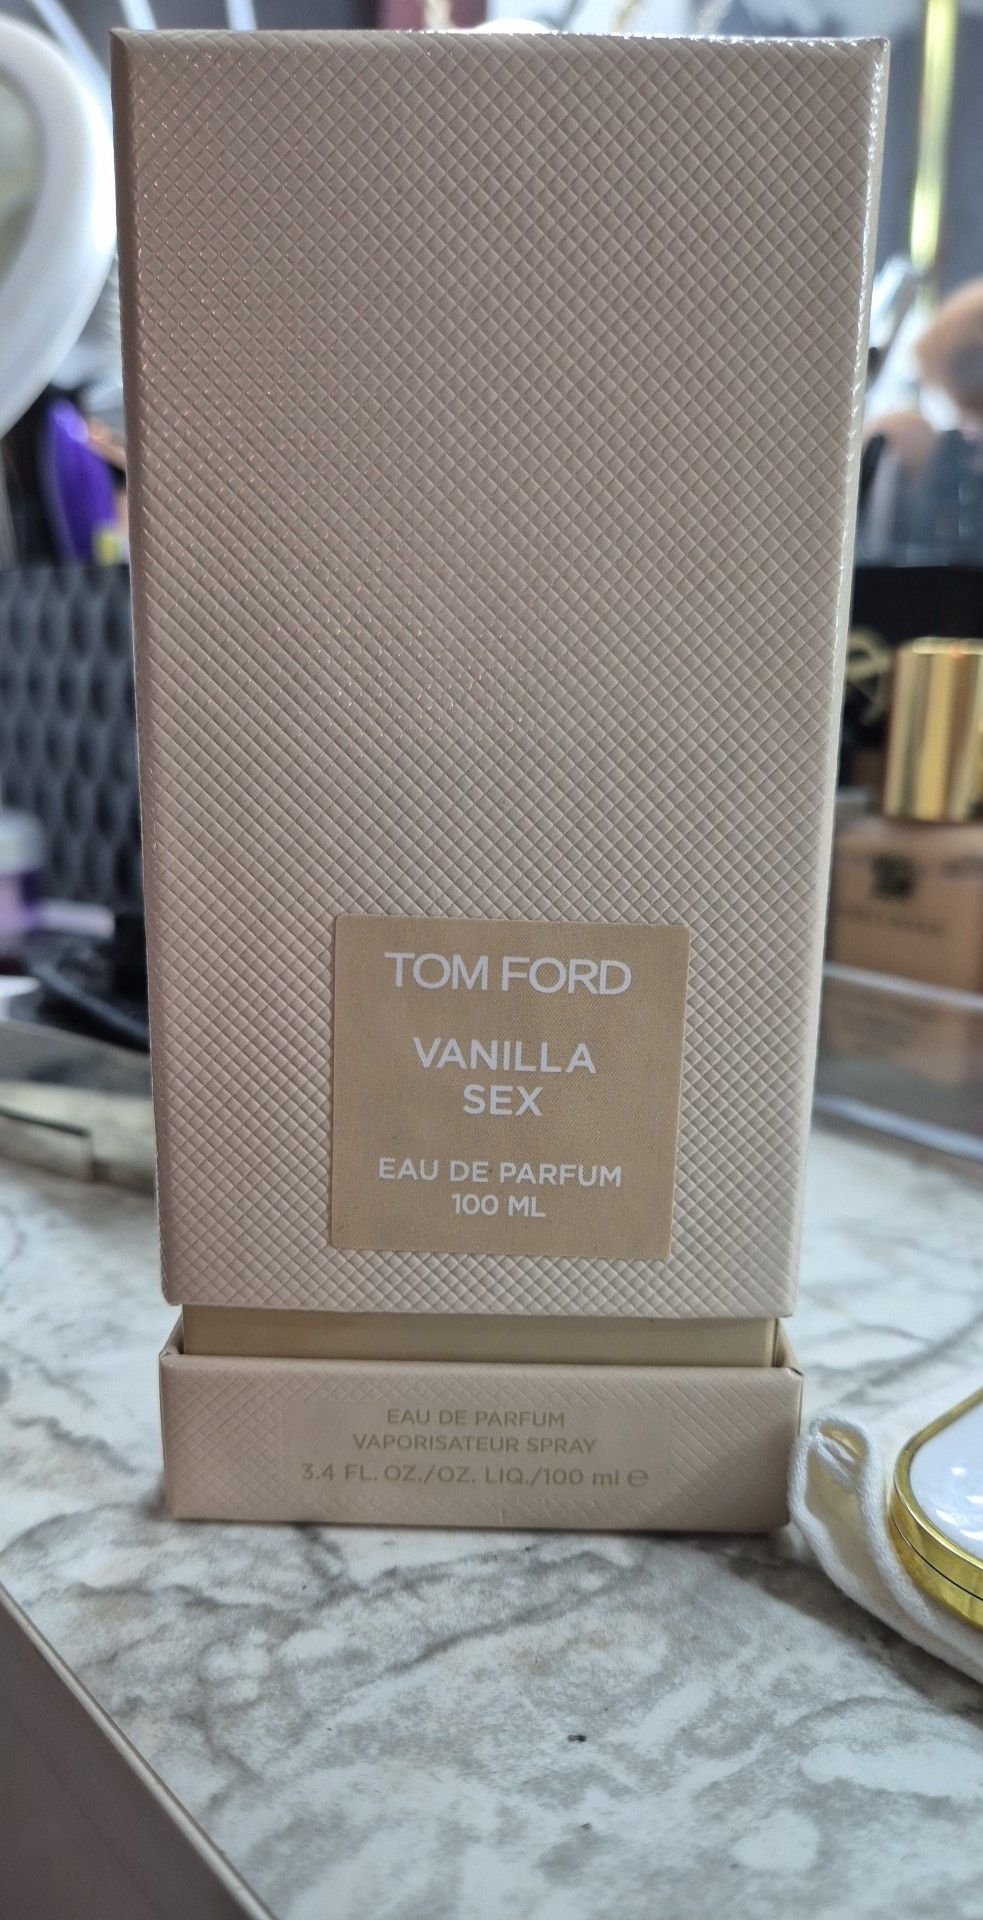 TOM FORD
VANILLA
SEX
EAU DE PARFUM
100 ML
EAU DE PARFUM
VAPORISATEUR SPRAY
3.4 FL. OZ./OZ. LIQ./100 ml ℮